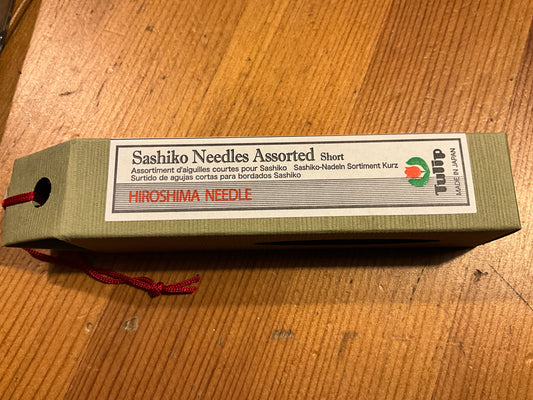 Sashiko Needles Assorted Short
Assortiment d'aiguilles courtes pour Sashiko Sashiko-Nadeln Sortiment Kurz
Surtido de agujas cortas para bordados Sashiko
HIROSHIMA NEEDLE
Tulip
MADE IN JAPAN